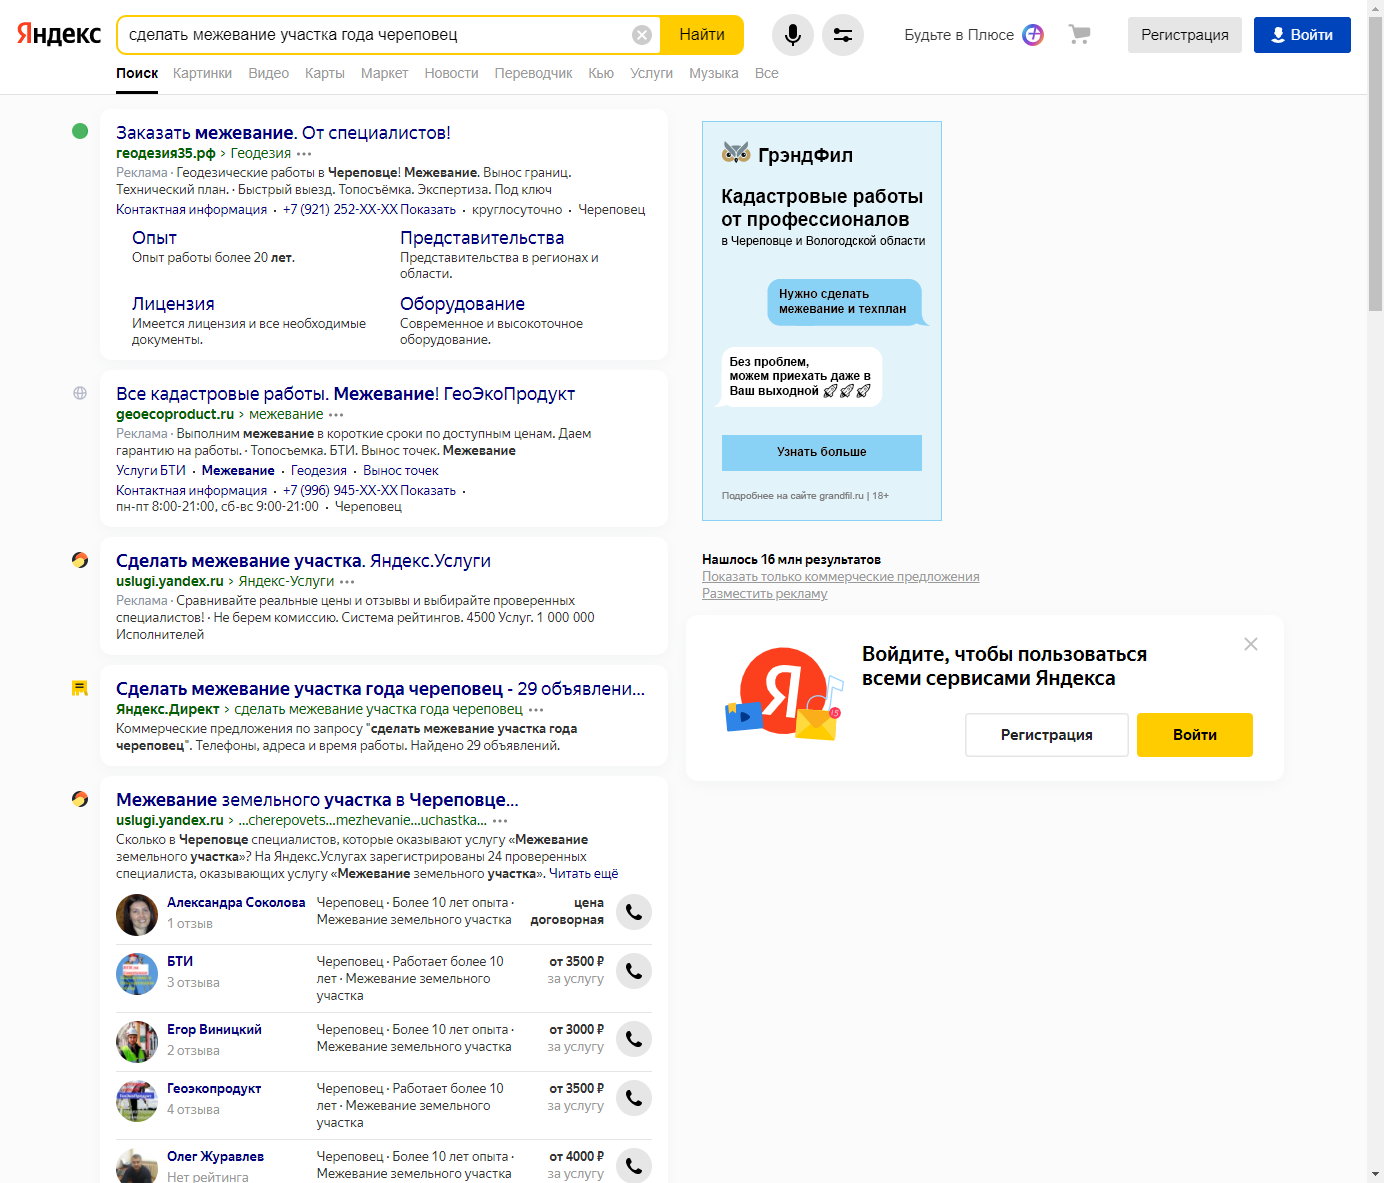 Яндекс
сделать межевание участка года череповец
Найти
Будьте в Плюсе
Регистрация
Войти
Поиск Картинки Видео Карты Маркет Новости Переводчик Кью Услуги Музыка Все
Заказать межевание. От специалистов!
геодезия35.рф › Геодезия
Реклама · Геодезические работы в Череповце! Межевание. Вынос границ.
Технический план. · Быстрый выезд. Топосъёмка. Экспертиза. Под ключ
Контактная информация · +7 (921) 252-XX-XX Показать · круглосуточно · Череповец
Опыт
Опыт работы более 20 лет.
Представительства
Представительства в регионах и
области.
Лицензия
Имеется лицензия и все необходимые
документы.
Оборудование
Современное и высокоточное
оборудование.
Все кадастровые работы. Межевание! ГеоЭкоПродукт
geoecoproduct.ru › межевание
Реклама · Выполним межевание в короткие сроки по доступным ценам. Даем
гарантию на работы. · Топосъемка. БТИ. Вынос точек. Межевание
Услуги БТИ · Межевание · Геодезия · Вынос точек
Контактная информация · +7 (996) 945-XX-XX Показать ·
пн-пт 8:00-21:00, сб-вс 9:00-21:00 · Череповец
Сделать межевание участка. Яндекс.Услуги
uslugi.yandex.ru › Яндекс-Услуги
Реклама · Сравнивайте реальные цены и отзывы и выбирайте проверенных
специалистов! · Не берем комиссию. Система рейтингов. 4500 Услуг. 1 000 000
Исполнителей
Сделать межевание участка года череповец - 29 объявлени...
Яндекс.Директ › сделать межевание участка года череповец
Коммерческие предложения по запросу "сделать межевание участка года
череповец". Телефоны, адреса и время работы. Найдено 29 объявлений.
Межевание земельного участка в Череповце...
uslugi.yandex.ru › ...cherepovets...mezhevanie...uchastka...
Сколько в Череповце специалистов, которые оказывают услугу «Межевание
земельного участка»? На Яндекс.Услугах зарегистрированы 24 проверенных
специалиста, оказывающих услугу «Межевание земельного участка». Читать ещё
Александра Соколова
1 отзыв
Череповец · Более 10 лет опыта ·
Межевание земельного участка
цена
договорная
БТИ
3 отзыва
Череповец · Работает более 10
лет · Межевание земельного
участка
от 3500 ₽
за услугу
Егор Виницкий
2 отзыва
Череповец · Более 10 лет опыта ·
Межевание земельного участка
от 3000 ₽
за услугу
Геоэкопродукт
4 отзыва
Череповец · Работает более 10
лет · Межевание земельного
участка
от 3500 ₽
за услугу
Олег Журавлев
Нет рейтинга
Череповец · Более 10 лет опыта ·
Межевание земельного участка
от 4000 ₽
за услугу
ГрэндФил
Кадастровые работы
от профессионалов
в Череповце и Вологодской области
Нужно сделать
межевание и техплан
Без проблем,
можем приехать даже в
Ваш выходной
Узнать больше
Подробнее на сайте grandfil.ru | 18+
Нашлось 16 млн результатов
Показать только коммерческие предложения
Разместить рекламу
Войдите, чтобы пользоваться
всеми сервисами Яндекса
Я
15
Регистрация
Войти